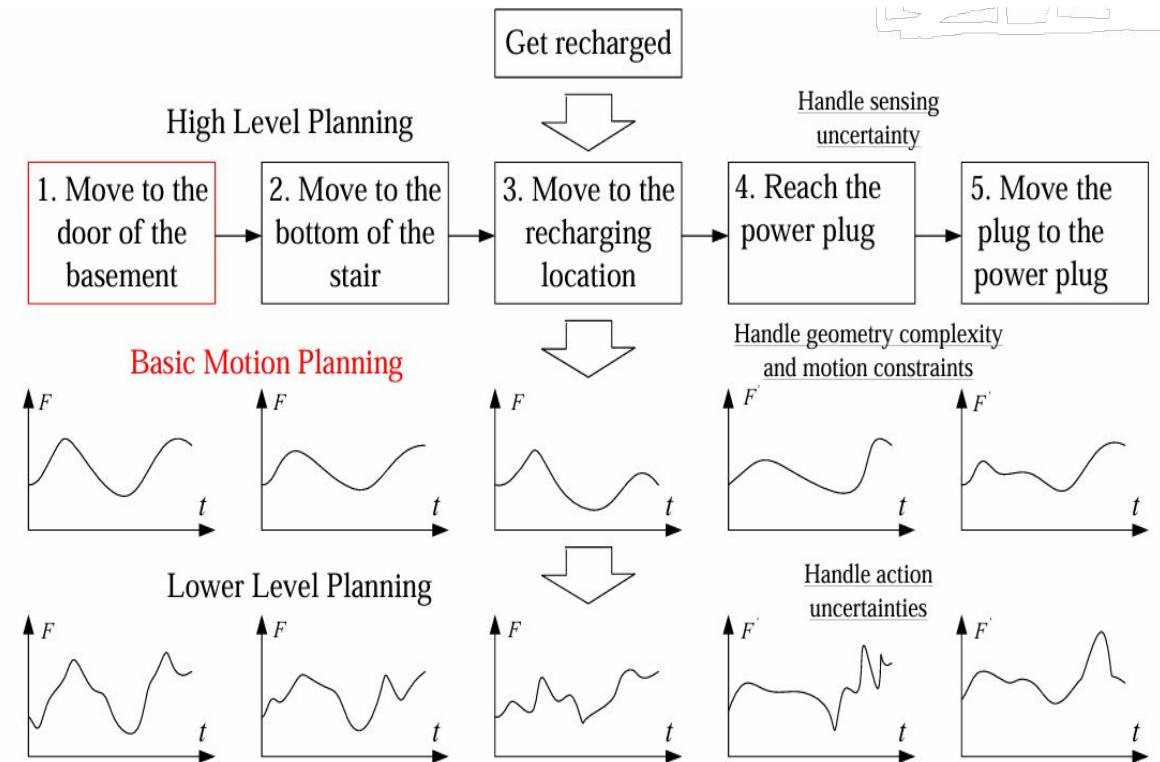 Get recharged
High Level Planning
Handle sensing
uncertainty
1. Move to the
door of the
basement
2. Move to the
bottom of the
stair
3. Move to the
recharging
location
4. Reach the
power plug
5. Move the
plug to the
power plug
Basic Motion Planning
Handle geometry complexity
and motion constraints
F
t
F
t
F
t
F'
t
F'
t
Lower Level Planning
Handle action
uncertainties
F
t
F
t
F
t
F'
t
F'
t